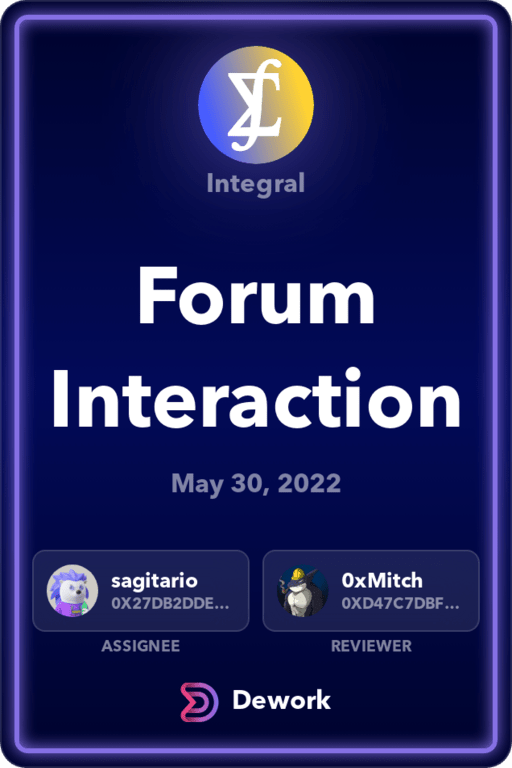 Integral
Forum
Interaction
May 30, 2022
sagitario
0X27DB2DDE...
ASSIGNEE
0xMitch
0XD47C7DBF...
REVIEWER
Dework